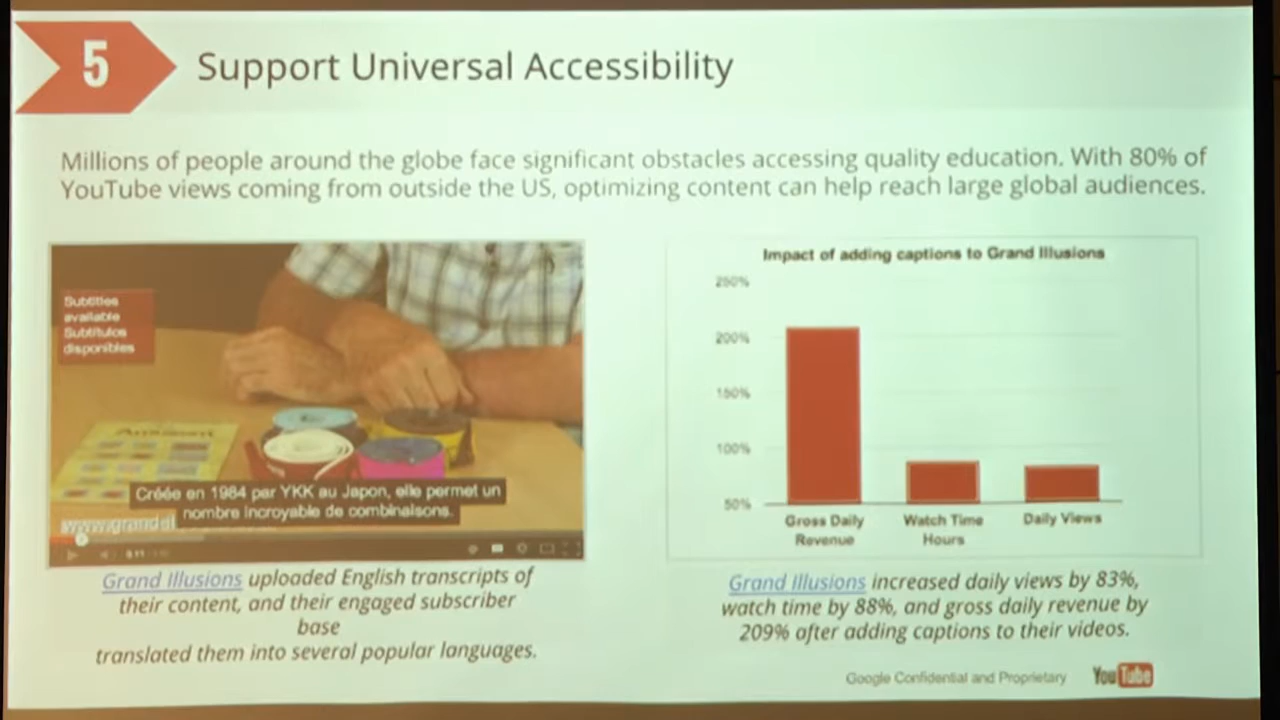 5
Support Universal Accessibility
Millions of people around the globe face significant obstacles accessing quality education. With 80% of
YouTube views coming from outside the US, optimizing content can help reach large global audiences.
Subtitles
available
Subtítulos
disponibles
Créée en 1984 par YKK au Japon, elle permet un
nombre incroyable de combinaisons.
Grand Illusions uploaded English transcripts of
their content, and their engaged subscriber
base
translated them into several popular languages.
Impact of adding captions to Grand Illusions
250%
200%
150%
100%
50%
Gross Daily
Revenue
Watch Time
Hours
Daily Views
Grand Illusions increased daily views by 83%,
watch time by 88%, and gross daily revenue by
209% after adding captions to their videos.
Google Confidential and Proprietary
YouTube